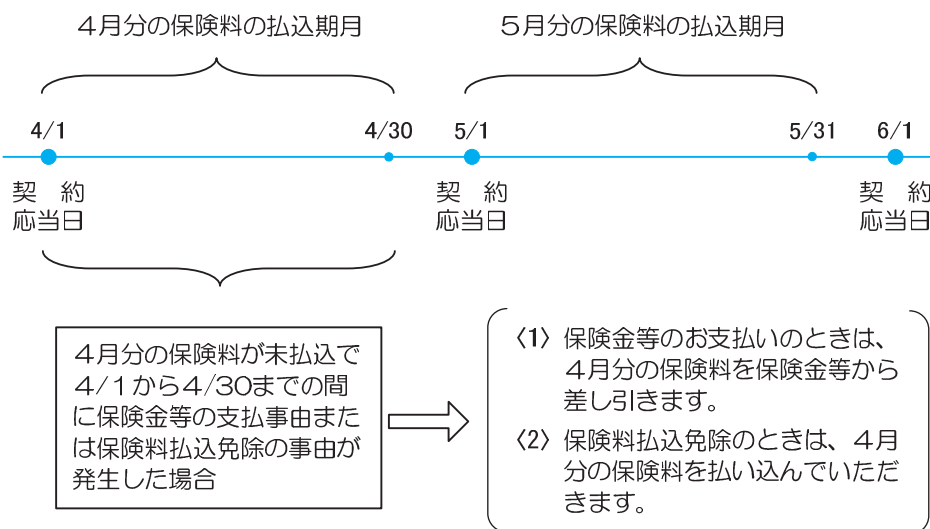 4月分の保険料の払込期月
5月分の保険料の払込期月
4/1
4/30
5/1
5/31
6/1
契　約
応当日
契　約
応当日
契　約
応当日
4月分の保険料が未払込で
4/1から4/30までの間
に保険金等の支払事由また
は保険料払込免除の事由が
発生した場合
〈1〉保険金等のお支払いのときは、
4月分の保険料を保険金等から
差し引きます。
〈2〉保険料払込免除のときは、4月
分の保険料を払い込んでいただ
きます。